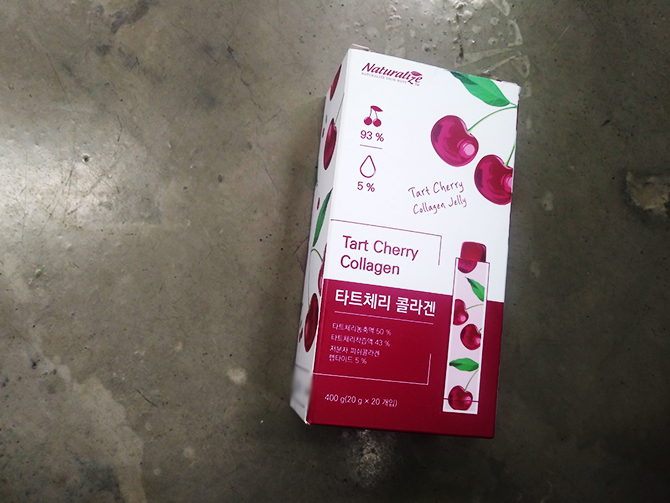 Naturalize
93 %
5 %
Tart Cherry
Collagen Jelly
Tart Cherry
Collagen
타트체리 콜라겐
타트체리농축액 50 %
타트체리착즙액 43 %
저분자 피쉬콜라겐
펩타이드 5 %
400 g(20 g × 20 개입)